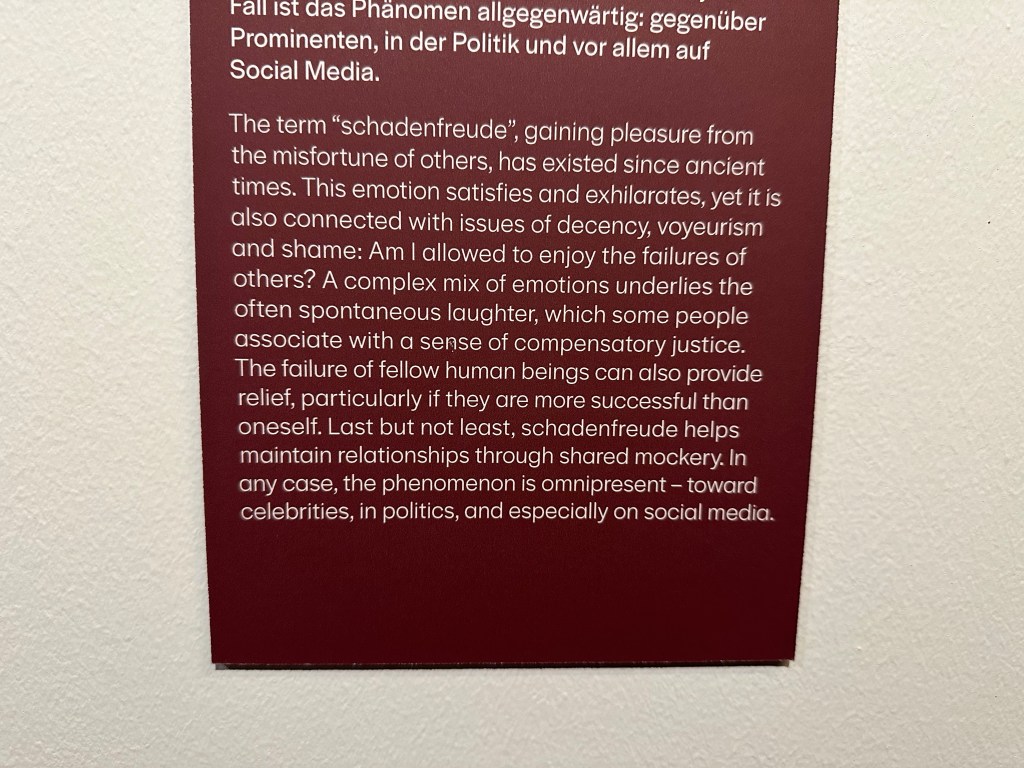 Fall ist das Phänomen allgegenwärtig: gegenüber
Prominenten, in der Politik und vor allem auf
Social Media.
The term “schadenfreude”, gaining pleasure from
the misfortune of others, has existed since ancient
times. This emotion satisfies and exhilarates, yet it is
also connected with issues of decency, voyeurism
and shame: Am I allowed to enjoy the failures of
others? A complex mix of emotions underlies the
often spontaneous laughter, which some people
associate with a sense of compensatory justice.
The failure of fellow human beings can also provide
relief, particularly if they are more successful than
oneself. Last but not least, schadenfreude helps
maintain relationships through shared mockery. In
any case, the phenomenon is omnipresent – toward
celebrities, in politics, and especially on social media.